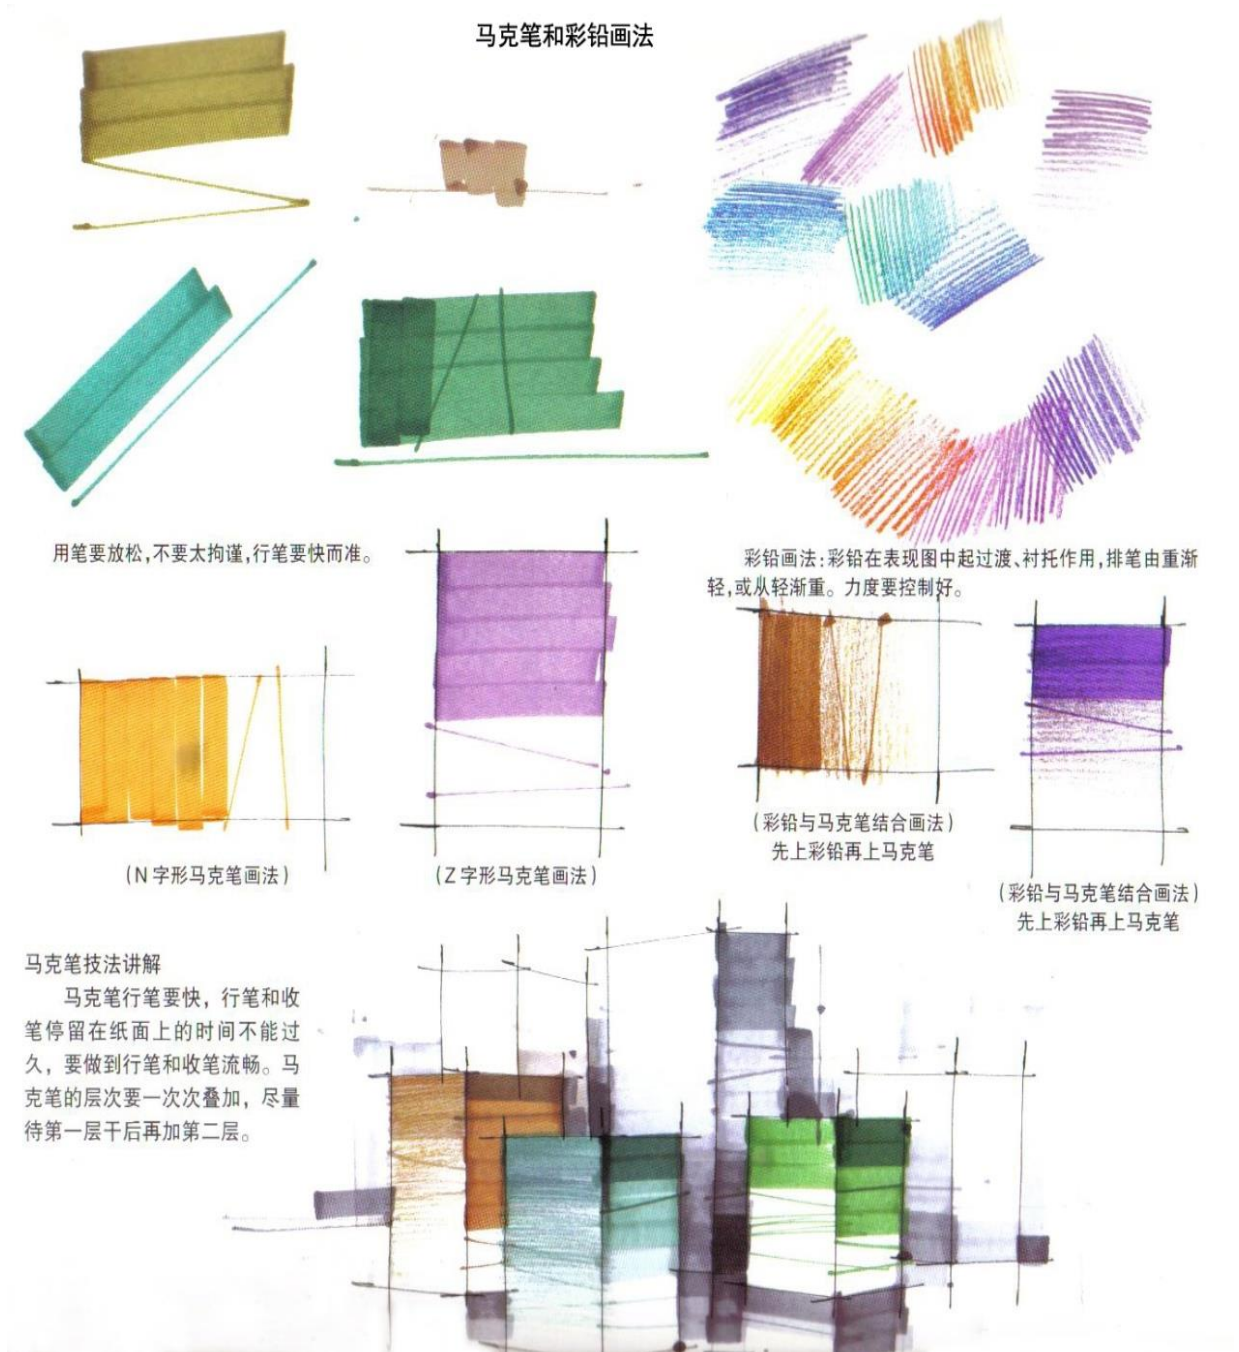 马克笔和彩铅画法
用笔要放松,不要太拘谨,行笔要快而准。
彩铅画法:彩铅在表现图中起过渡、衬托作用,排笔由重渐
轻,或从轻渐重。力度要控制好。
(N字形马克笔画法)
(Z字形马克笔画法)
(彩铅与马克笔结合画法)
先上彩铅再上马克笔
(彩铅与马克笔结合画法)
先上彩铅再上马克笔
马克笔技法讲解
马克笔行笔要快，行笔和收
笔停留在纸面上的时间不能过
久，要做到行笔和收笔流畅。马
克笔的层次要一次次叠加，尽量
待第一层干后再加第二层。